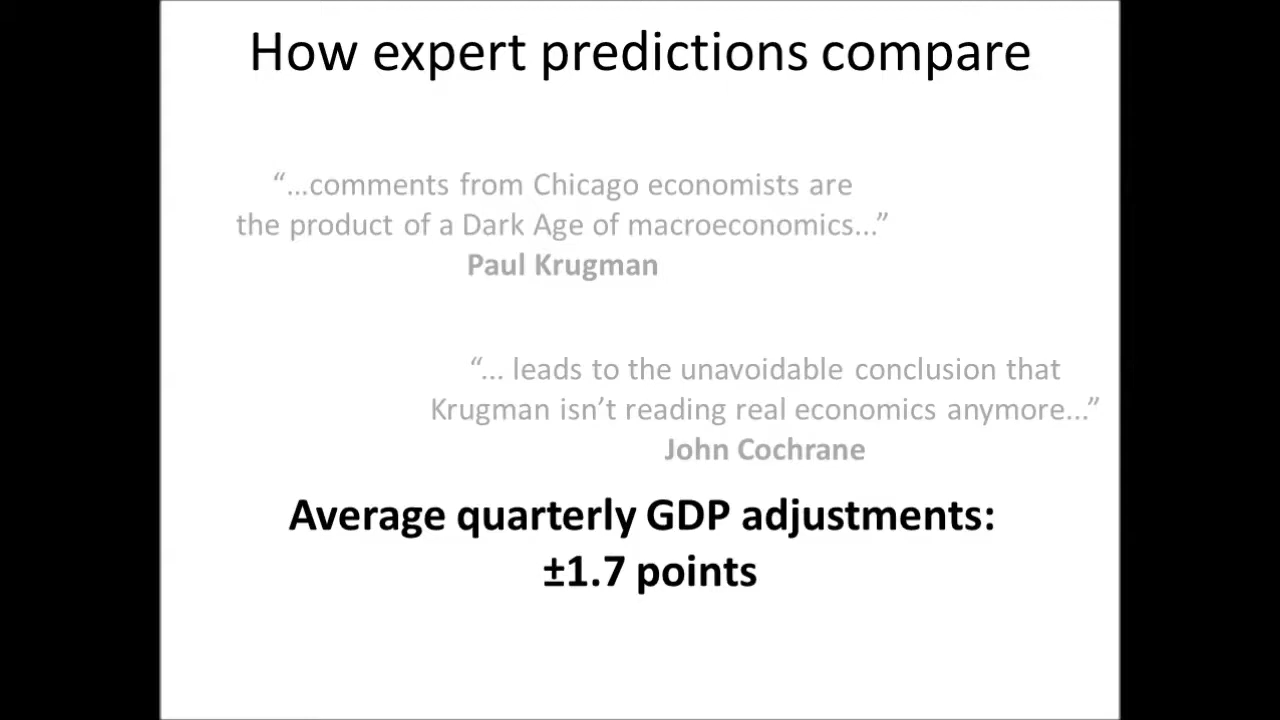 How expert predictions compare
“...comments from Chicago economists are
the product of a Dark Age of macroeconomics...”
Paul Krugman
“... leads to the unavoidable conclusion that
Krugman isn’t reading real economics anymore...”
John Cochrane
Average quarterly GDP adjustments:
±1.7 points